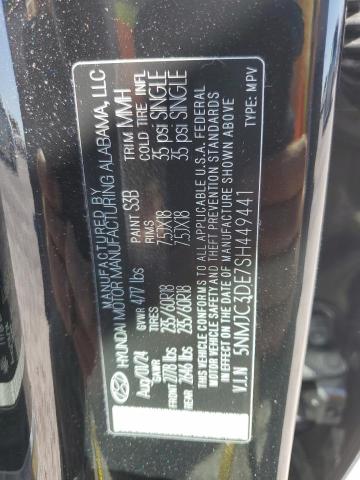 MANUFACTURED BY
HYUNDAI HYUNDAI MOTOR MANUFACTURING ALABAMA, LLC
Aug/01/24 GVWR 4771 lbs PAINT S3B TRIM MMH
GAWR TIRES RIMS COLD TIRE INFL
FRONT 2778 lbs 235/60R18 7.5JX18 35 psi SINGLE
REAR 2646 lbs 235/60R18 7.5JX18 35 psi SINGLE
THIS VEHICLE CONFORMS TO ALL APPLICABLE U.S.A. FEDERAL
MOTOR VEHICLE SAFETY AND THEFT PREVENTION STANDARDS
IN EFFECT ON THE DATE OF MANUFACTURE SHOWN ABOVE
V.I.N 5NMJC3DE7SH449441 TYPE: MPV